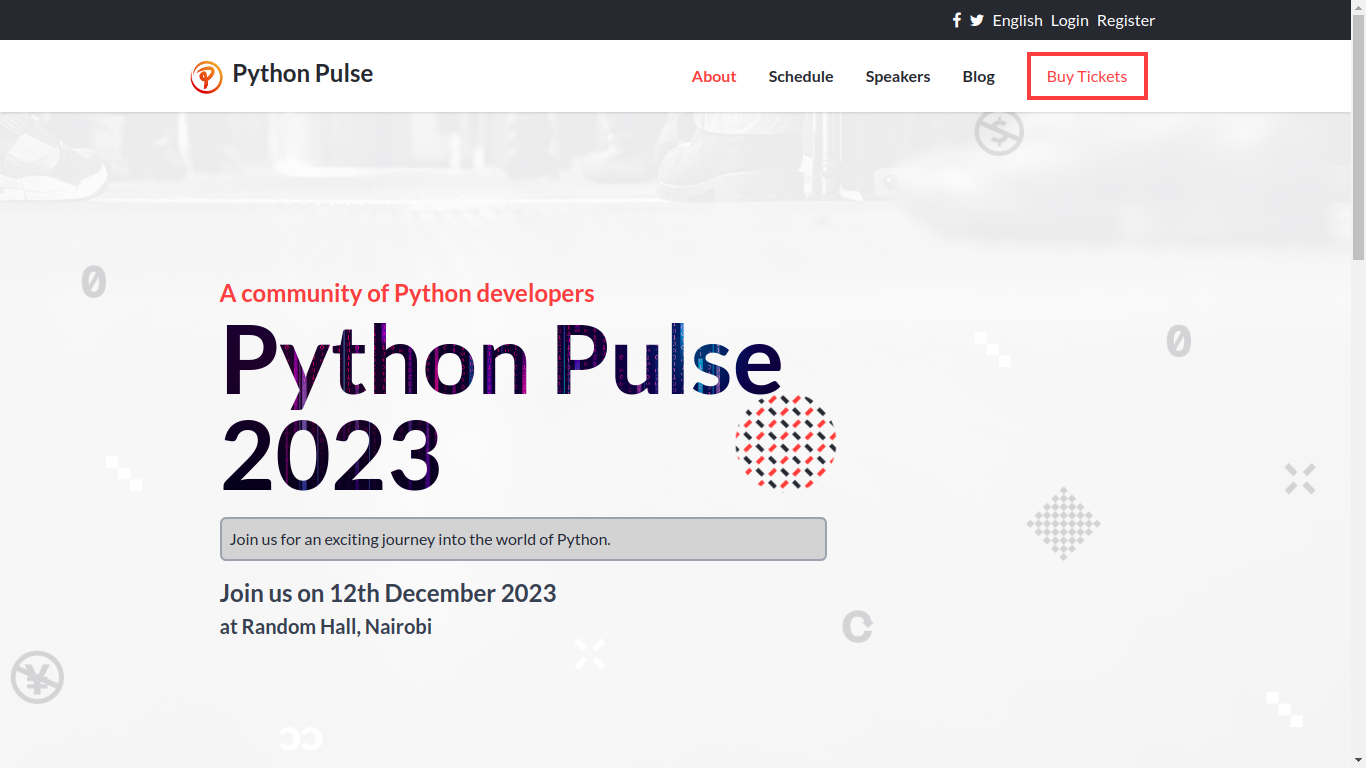 English Login Register
Python Pulse
About Schedule Speakers Blog Buy Tickets
A community of Python developers
Python Pulse
2023
Join us for an exciting journey into the world of Python.
Join us on 12th December 2023
at Random Hall, Nairobi